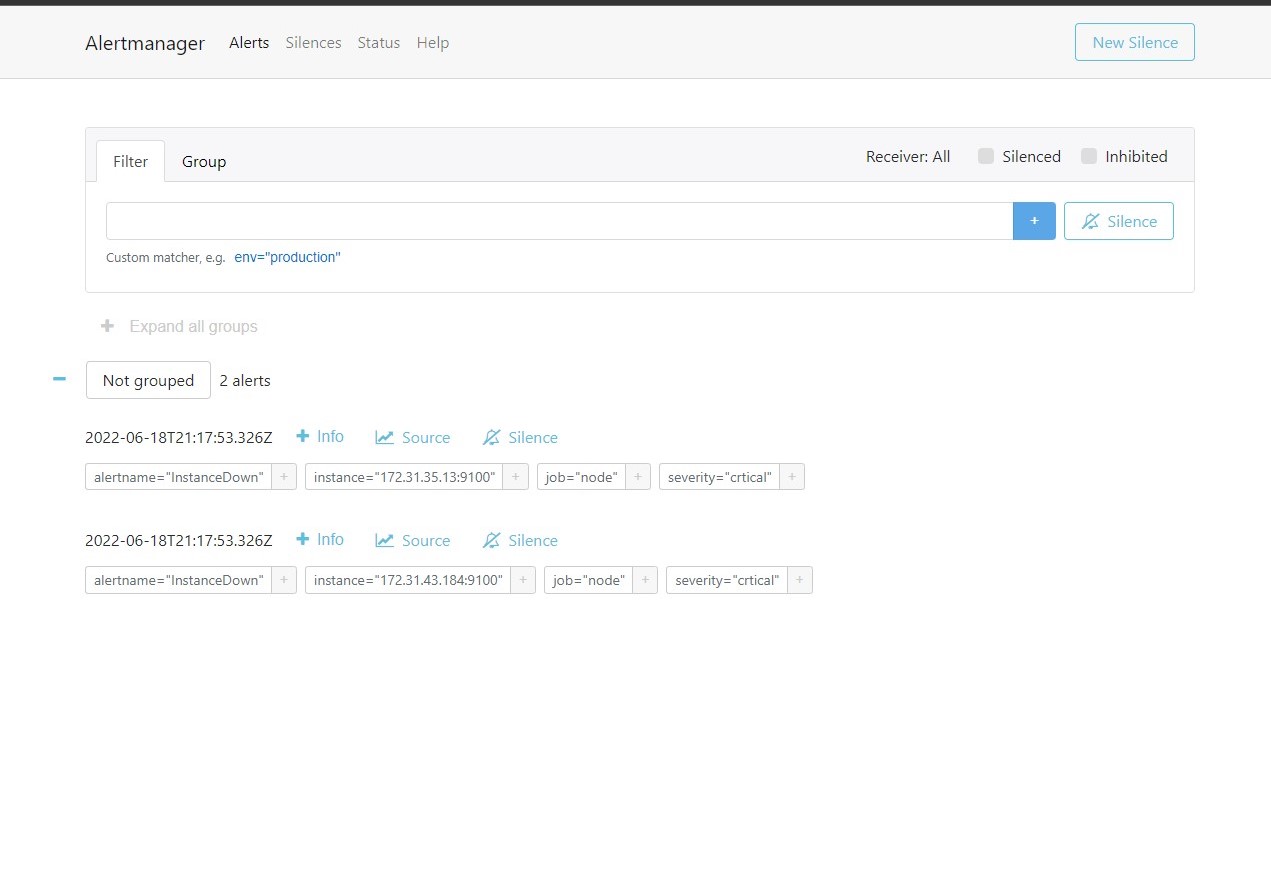 Alertmanager Alerts Silences Status Help New Silence
Filter Group Receiver: All Silenced Inhibited
+ Silence
Custom matcher, e.g. env="production"
+ Expand all groups
− Not grouped 2 alerts
2022-06-18T21:17:53.326Z + Info Source Silence
alertname="InstanceDown" + instance="172.31.35.13:9100" + job="node" + severity="crtical" +
2022-06-18T21:17:53.326Z + Info Source Silence
alertname="InstanceDown" + instance="172.31.43.184:9100" + job="node" + severity="crtical" +